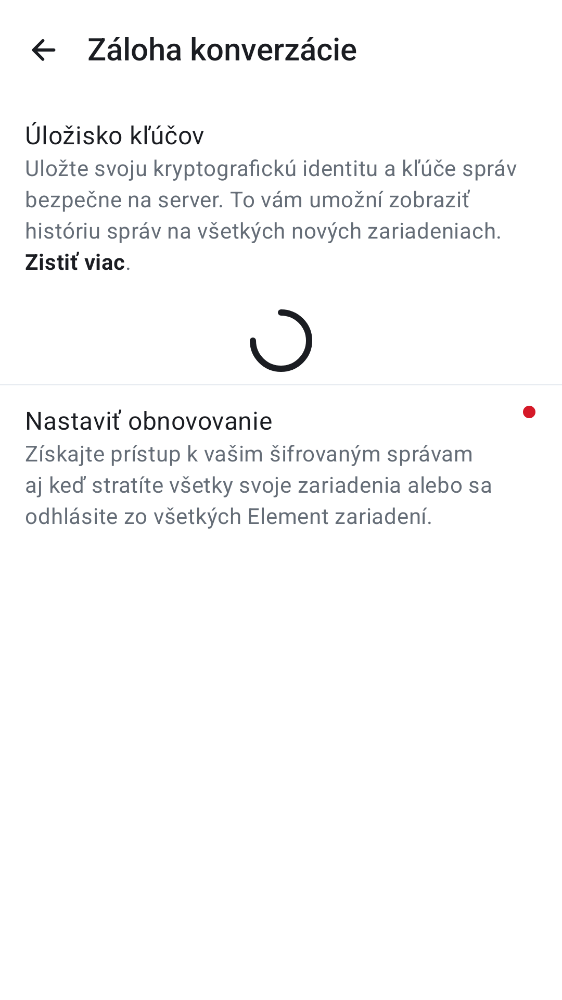 Záloha konverzácie
Úložisko kľúčov
Uložte svoju kryptografickú identitu a kľúče správ
bezpečne na server. To vám umožní zobraziť
históriu správ na všetkých nových zariadeniach.
Zistiť viac.
Nastaviť obnovovanie
Získajte prístup k vašim šifrovaným správam
aj keď stratíte všetky svoje zariadenia alebo sa
odhlásite zo všetkých Element zariadení.